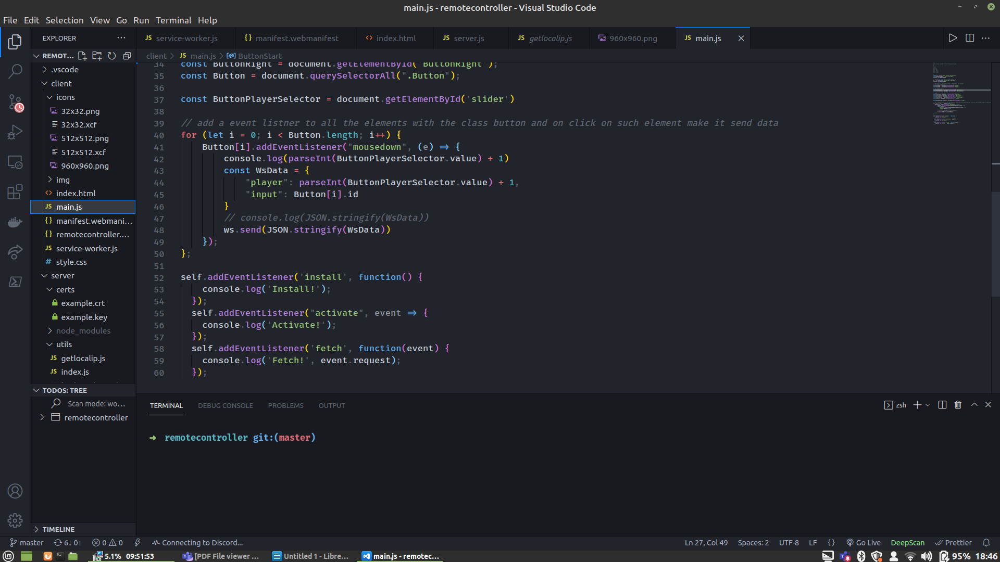 main.js - remotecontroller - Visual Studio Code
File Edit Selection View Go Run Terminal Help
EXPLORER
service-worker.js
manifest.webmanifest
index.html
server.js
getlocalip.js
960x960.png
main.js
REMOT...
client > main.js > ButtonStart
.vscode
client
icons
32x32.png
32x32.xcf
512x512.png
512x512.xcf
960x960.png
img
index.html
main.js
manifest.webmani...
remotecontroller....
service-worker.js
style.css
server
certs
example.crt
example.key
node_modules
utils
getlocalip.js
index.js
TODOS: TREE
Scan mode: wo...
remotecontroller
TIMELINE
34 const ButtonRight = document.getElementById('ButtonRight');
35 const Button = document.querySelectorAll(".Button");
36
37 const ButtonPlayerSelector = document.getElementById('slider')
38
39 // add a event listner to all the elements with the class button and on click on such element make it send data
40 for (let i = 0; i < Button.length; i++) {
41 Button[i].addEventListener("mousedown", (e) => {
42 console.log(parseInt(ButtonPlayerSelector.value) + 1)
43 const WsData = {
44 "player": parseInt(ButtonPlayerSelector.value) + 1,
45 "input": Button[i].id
46 }
47 // console.log(JSON.stringify(WsData))
48 ws.send(JSON.stringify(WsData))
49 });
50 };
51
52 self.addEventListener('install', function() {
53 console.log('Install!');
54 });
55 self.addEventListener("activate", event => {
56 console.log('Activate!');
57 });
58 self.addEventListener('fetch', function(event) {
59 console.log('Fetch!', event.request);
60 });
TERMINAL DEBUG CONSOLE PROBLEMS OUTPUT
zsh
➜ remotecontroller git:(master)
master 6↓ 0↑ 0 0 Connecting to Discord...
Ln 27, Col 49 Spaces: 2 UTF-8 LF {} Go Live DeepScan Prettier
5.1% 09:51:53 [PDF File viewer ... Untitled 1 - Libre... main.js - remotec... 95% 18:46